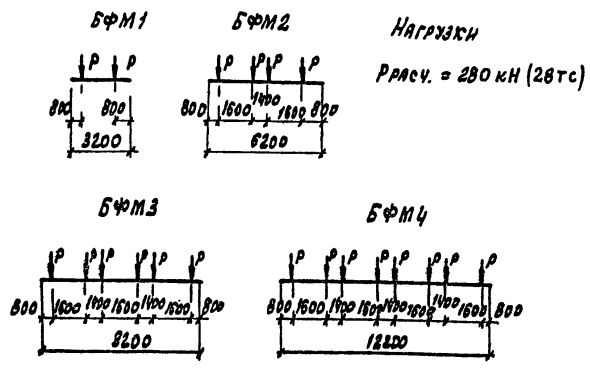 БФМ1 БФМ2 Нагрузки
P P P P P P Ррасч. = 280 кН (28тс)
800 800 800 1600 1400 1600 800
3200 6200
БФМ3 БФМ4
P P P P P P P P P P P P P P
800 1600 1400 1600 1400 1600 800 800 1600 1400 1600 1400 1600 1400 1600 800
9200 12200